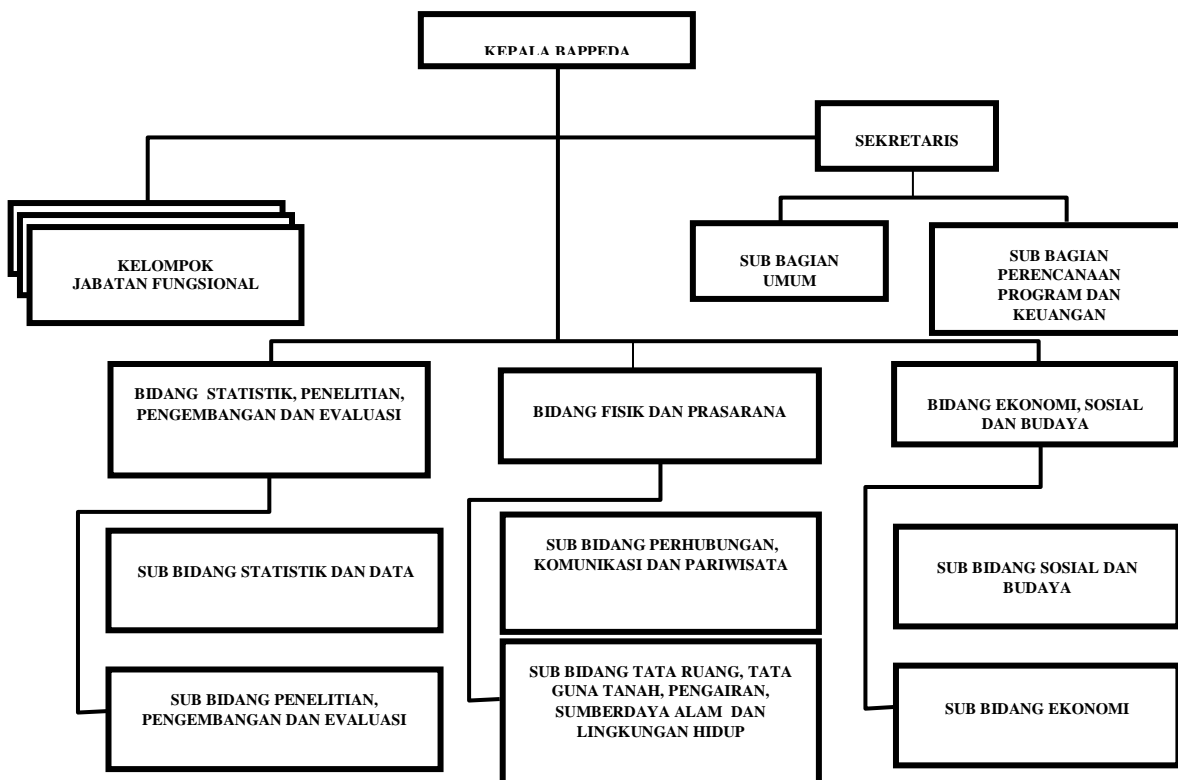 KEPALA BAPPEDA
SEKRETARIS
KELOMPOK
JABATAN FUNGSIONAL
SUB BAGIAN
UMUM
SUB BAGIAN
PERENCANAAN
PROGRAM DAN
KEUANGAN
BIDANG STATISTIK, PENELITIAN,
PENGEMBANGAN DAN EVALUASI
BIDANG FISIK DAN PRASARANA
BIDANG EKONOMI, SOSIAL
DAN BUDAYA
SUB BIDANG STATISTIK DAN DATA
SUB BIDANG PERHUBUNGAN,
KOMUNIKASI DAN PARIWISATA
SUB BIDANG SOSIAL DAN
BUDAYA
SUB BIDANG PENELITIAN,
PENGEMBANGAN DAN EVALUASI
SUB BIDANG TATA RUANG, TATA
GUNA TANAH, PENGAIRAN,
SUMBERDAYA ALAM DAN
LINGKUNGAN HIDUP
SUB BIDANG EKONOMI